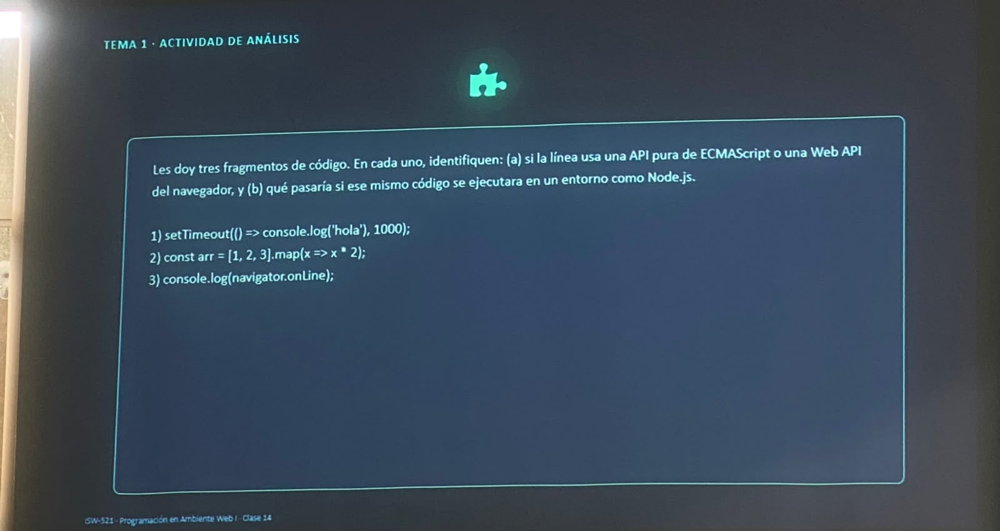 TEMA 1 · ACTIVIDAD DE ANÁLISIS
Les doy tres fragmentos de código. En cada uno, identifiquen: (a) si la línea usa una API pura de ECMAScript o una Web API
del navegador, y (b) qué pasaría si ese mismo código se ejecutara en un entorno como Node.js.
1) setTimeout(() => console.log('hola'), 1000);
2) const arr = [1, 2, 3].map(x => x * 2);
3) console.log(navigator.onLine);
ISW-521 - Programación en Ambiente Web I · Clase 14